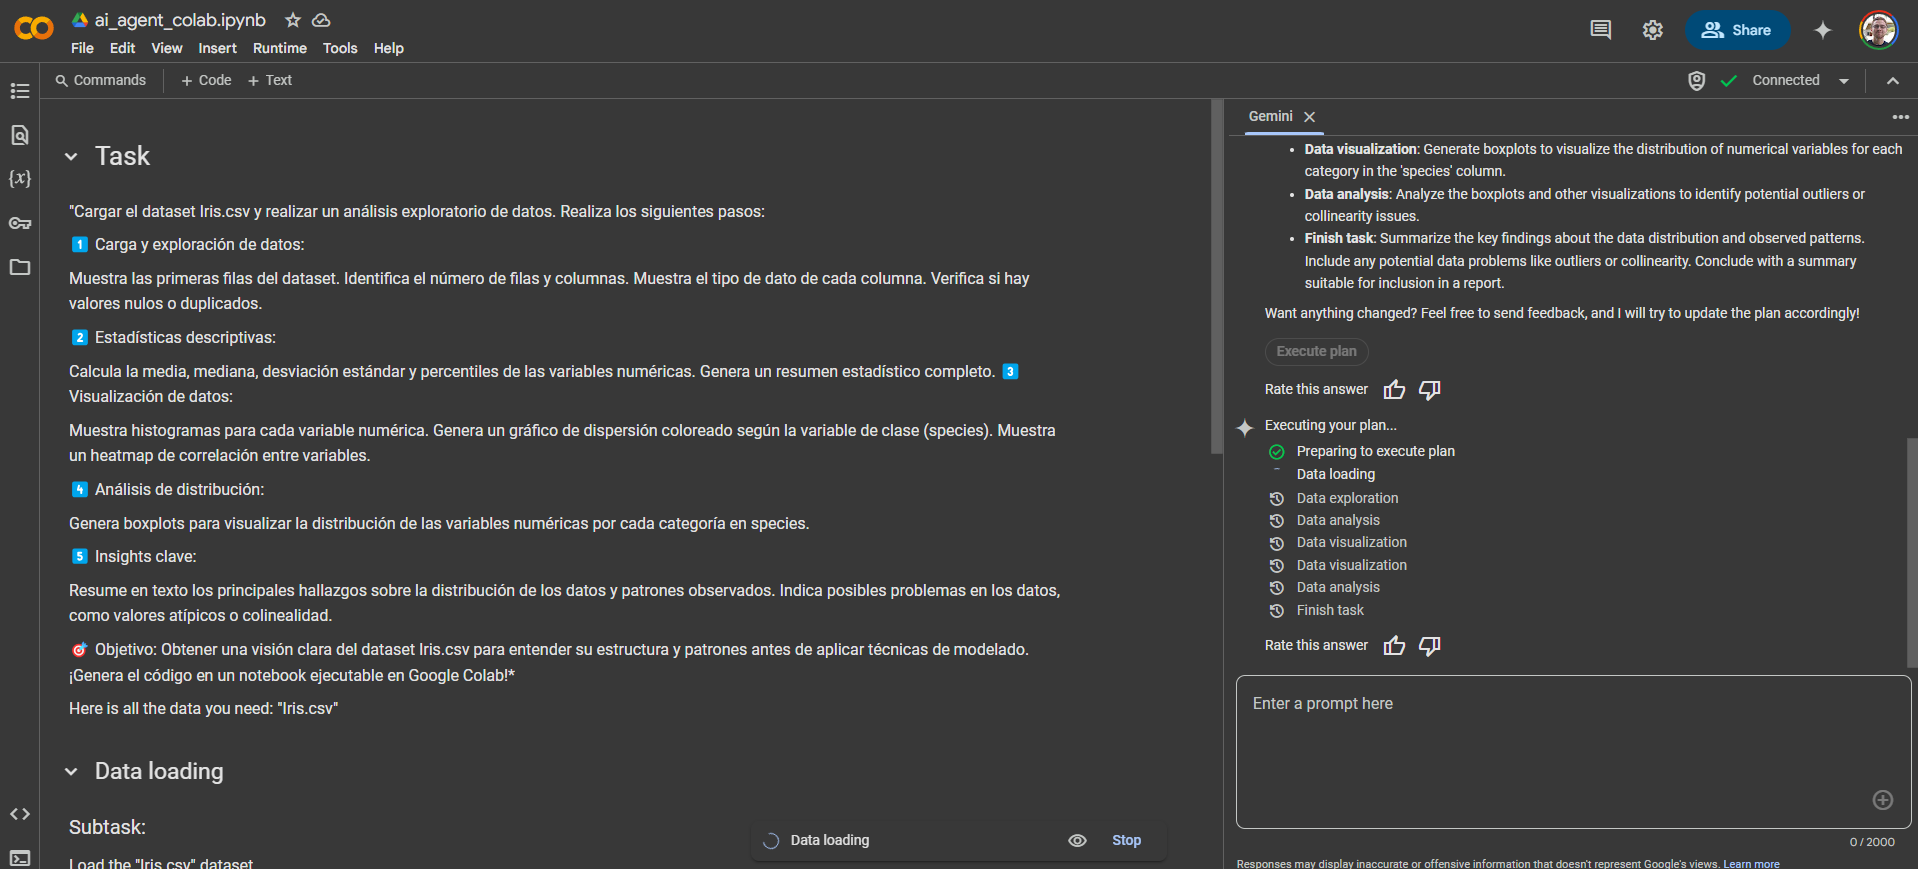 ai_agent_colab.ipynb
File Edit View Insert Runtime Tools Help
Share
Commands + Code + Text
Connected
Task
"Cargar el dataset Iris.csv y realizar un análisis exploratorio de datos. Realiza los siguientes pasos:
1 Carga y exploración de datos:
Muestra las primeras filas del dataset. Identifica el número de filas y columnas. Muestra el tipo de dato de cada columna. Verifica si hay
valores nulos o duplicados.
2 Estadísticas descriptivas:
Calcula la media, mediana, desviación estándar y percentiles de las variables numéricas. Genera un resumen estadístico completo. 3
Visualización de datos:
Muestra histogramas para cada variable numérica. Genera un gráfico de dispersión coloreado según la variable de clase (species). Muestra
un heatmap de correlación entre variables.
4 Análisis de distribución:
Genera boxplots para visualizar la distribución de las variables numéricas por cada categoría en species.
5 Insights clave:
Resume en texto los principales hallazgos sobre la distribución de los datos y patrones observados. Indica posibles problemas en los datos,
como valores atípicos o colinealidad.
🎯 Objetivo: Obtener una visión clara del dataset Iris.csv para entender su estructura y patrones antes de aplicar técnicas de modelado.
¡Genera el código en un notebook ejecutable en Google Colab!*
Here is all the data you need: "Iris.csv"
Data loading
Subtask:
Load the "Iris.csv" dataset
Data loading
Stop
Gemini
• Data visualization: Generate boxplots to visualize the distribution of numerical variables for each
category in the 'species' column.
• Data analysis: Analyze the boxplots and other visualizations to identify potential outliers or
collinearity issues.
• Finish task: Summarize the key findings about the data distribution and observed patterns.
Include any potential data problems like outliers or collinearity. Conclude with a summary
suitable for inclusion in a report.
Want anything changed? Feel free to send feedback, and I will try to update the plan accordingly!
Execute plan
Rate this answer
Executing your plan...
Preparing to execute plan
Data loading
Data exploration
Data analysis
Data visualization
Data visualization
Data analysis
Finish task
Rate this answer
Enter a prompt here
0 / 2000
Responses may display inaccurate or offensive information that doesn't represent Google's views. Learn more